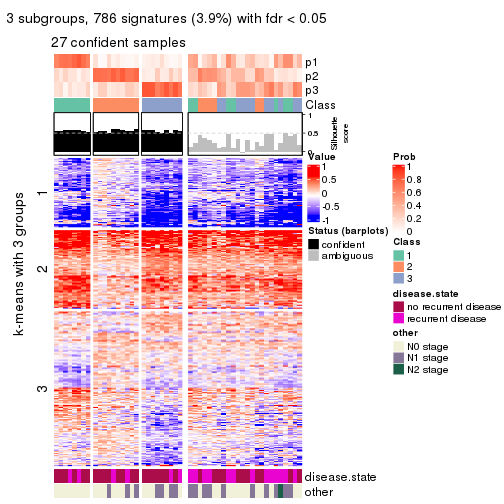 3 subgroups, 786 signatures (3.9%) with fdr < 0.05
27 confident samples
p1
p2
p3
Class
1
0.5
0
Silhouette
score
k-means with 3 groups
1
2
3
disease.state
other
Value
1
0.5
0
-0.5
-1
Status (barplots)
confident
ambiguous
Prob
1
0.8
0.6
0.4
0.2
0
Class
1
2
3
disease.state
no recurrent disease
recurrent disease
other
N0 stage
N1 stage
N2 stage